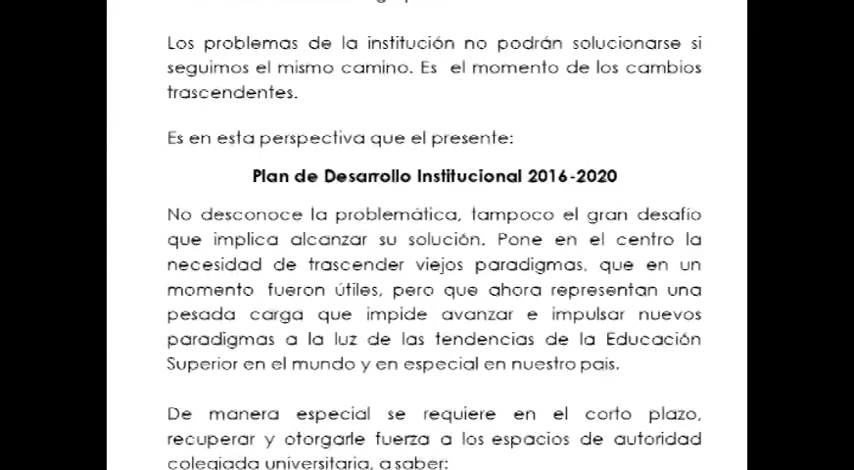 Los problemas de la institución no podrán solucionarse si
seguimos el mismo camino. Es el momento de los cambios
trascendentes.
Es en esta perspectiva que el presente:
Plan de Desarrollo Institucional 2016-2020
No desconoce la problemática, tampoco el gran desafío
que implica alcanzar su solución. Pone en el centro la
necesidad de trascender viejos paradigmas, que en un
momento fueron útiles, pero que ahora representan una
pesada carga que impide avanzar e impulsar nuevos
paradigmas a la luz de las tendencias de la Educación
Superior en el mundo y en especial en nuestro país.
De manera especial se requiere en el corto plazo,
recuperar y otorgarle fuerza a los espacios de autoridad
colegiada universitaria, a saber: